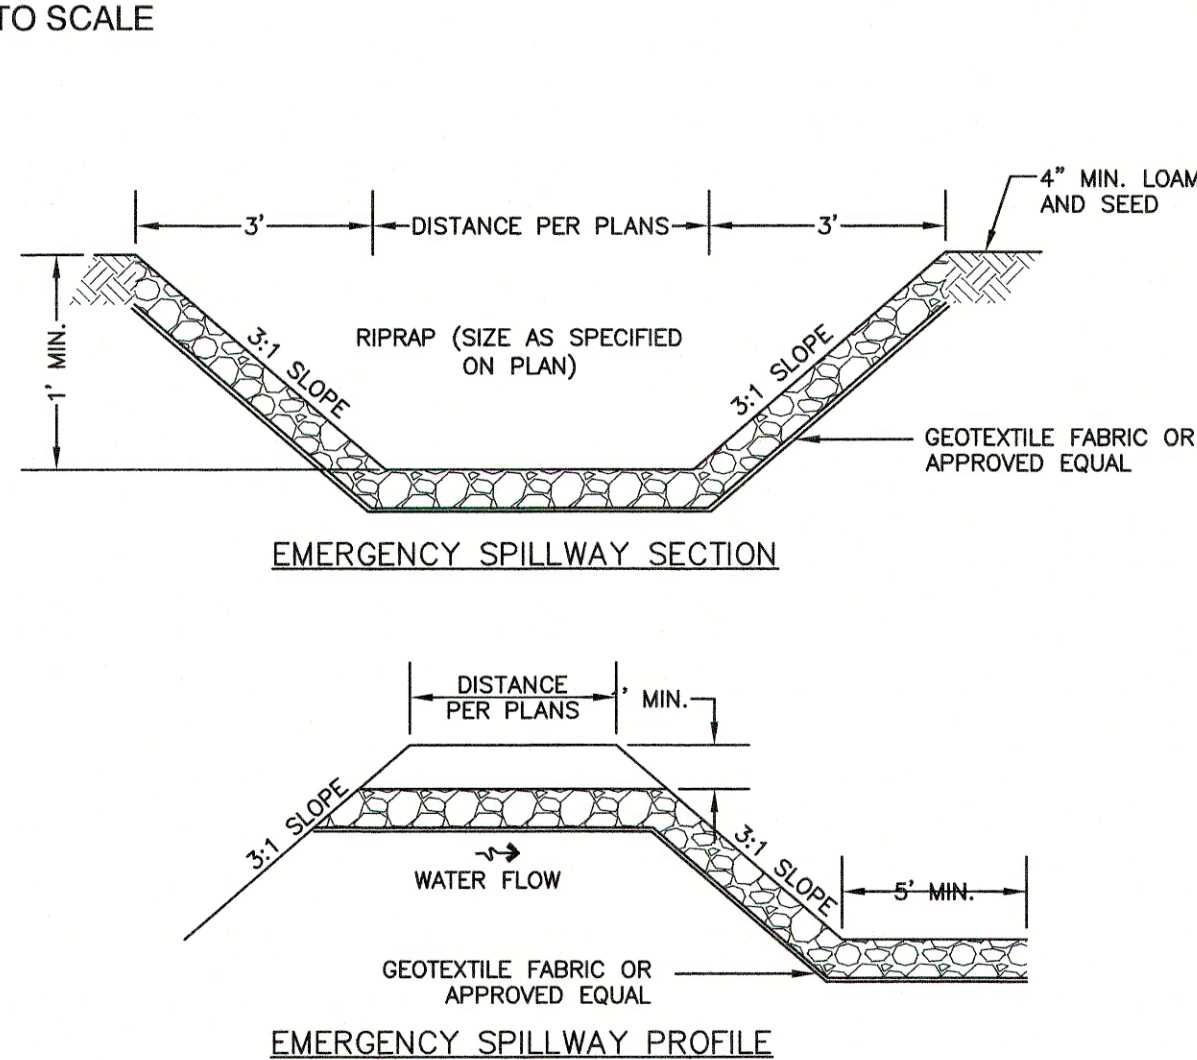 TO SCALE
4" MIN. LOAM
AND SEED
3'
DISTANCE PER PLANS
3'
1' MIN.
3:1 SLOPE
RIPRAP (SIZE AS SPECIFIED
ON PLAN)
3:1 SLOPE
GEOTEXTILE FABRIC OR
APPROVED EQUAL
EMERGENCY SPILLWAY SECTION
DISTANCE
PER PLANS
' MIN.
3:1 SLOPE
3:1 SLOPE
WATER FLOW
5' MIN.
GEOTEXTILE FABRIC OR
APPROVED EQUAL
EMERGENCY SPILLWAY PROFILE